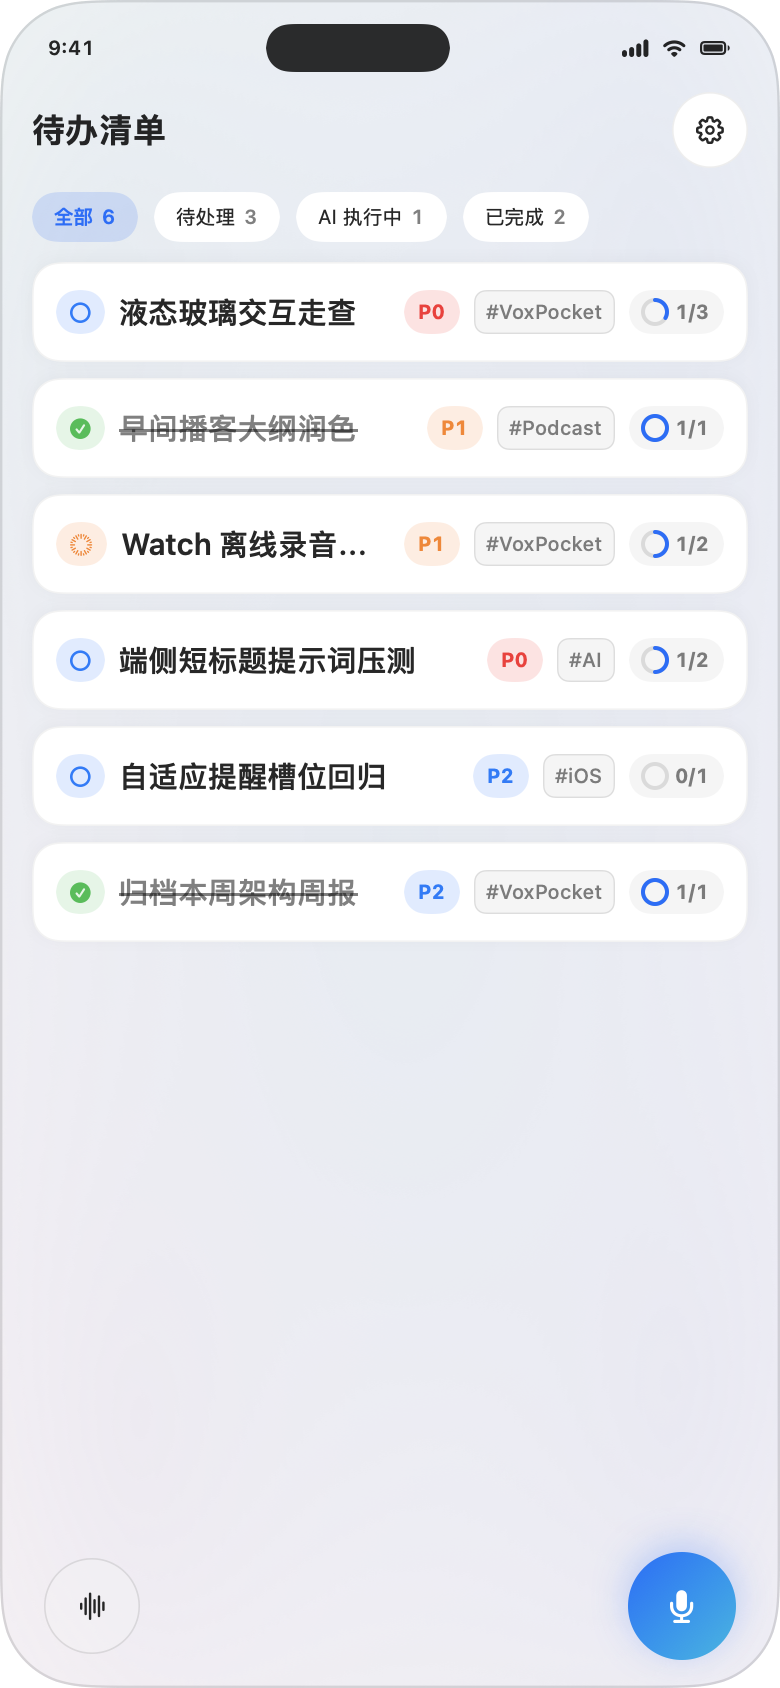 9:41
待办清单
全部 6 待处理 3 AI 执行中 1 已完成 2
液态玻璃交互走查 P0 #VoxPocket 1/3
早间播客大纲润色 P1 #Podcast 1/1
Watch 离线录音... P1 #VoxPocket 1/2
端侧短标题提示词压测 P0 #AI 1/2
自适应提醒槽位回归 P2 #iOS 0/1
归档本周架构周报 P2 #VoxPocket 1/1